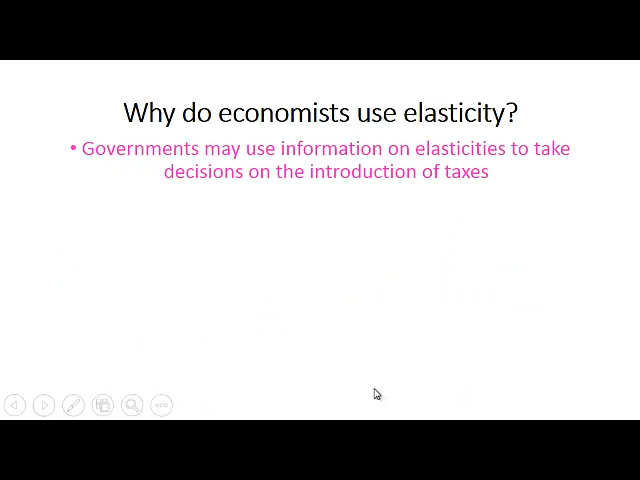 Why do economists use elasticity?
• Governments may use information on elasticities to take
decisions on the introduction of taxes